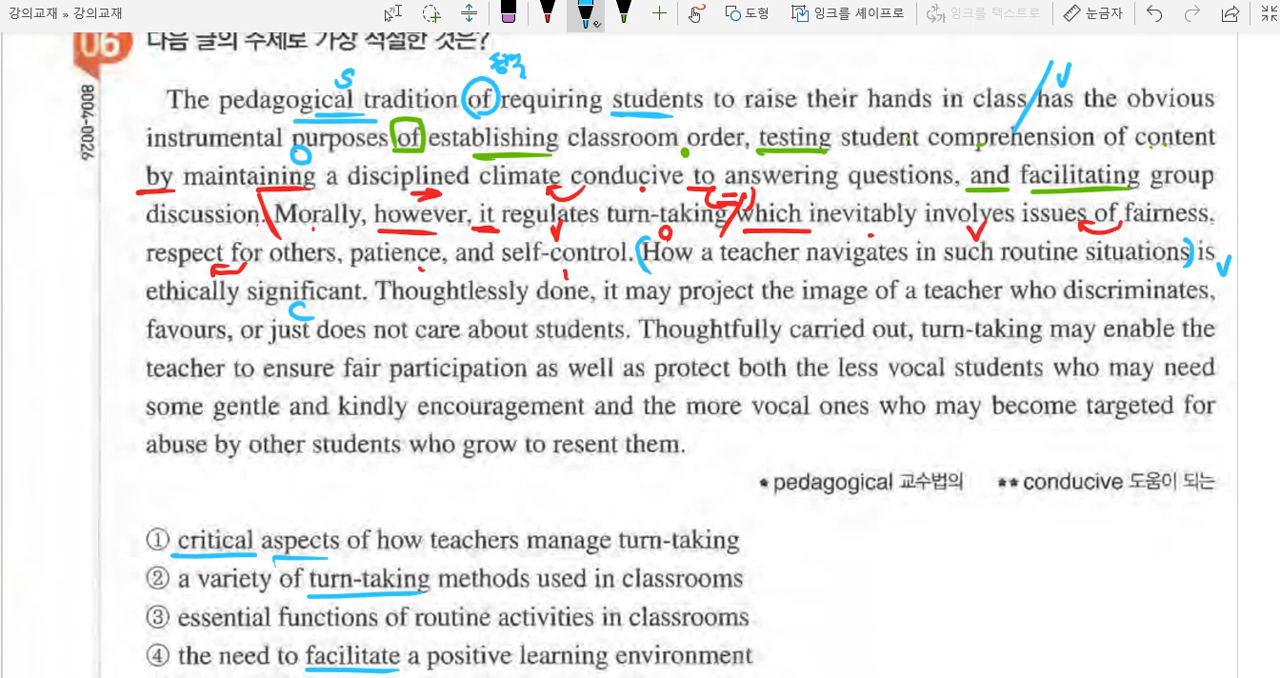 강의교재 » 강의교재
도형
잉크를 셰이프로
잉크를 텍스트로
눈금자
06 다음 글의 주제로 가장 적절한 것은?
8004-0026
S
동격
The pedagogical tradition of requiring students to raise their hands in class has the obvious
instrumental purposes of establishing classroom order, testing student comprehension of content
by maintaining a disciplined climate conducive to answering questions, and facilitating group
discussion. Morally, however, it regulates turn-taking which inevitably involves issues of fairness,
respect for others, patience, and self-control. How a teacher navigates in such routine situations is
ethically significant. Thoughtlessly done, it may project the image of a teacher who discriminates,
C
favours, or just does not care about students. Thoughtfully carried out, turn-taking may enable the
teacher to ensure fair participation as well as protect both the less vocal students who may need
some gentle and kindly encouragement and the more vocal ones who may become targeted for
abuse by other students who grow to resent them.
* pedagogical 교수법의 ** conducive 도움이 되는
① critical aspects of how teachers manage turn-taking
② a variety of turn-taking methods used in classrooms
③ essential functions of routine activities in classrooms
④ the need to facilitate a positive learning environment